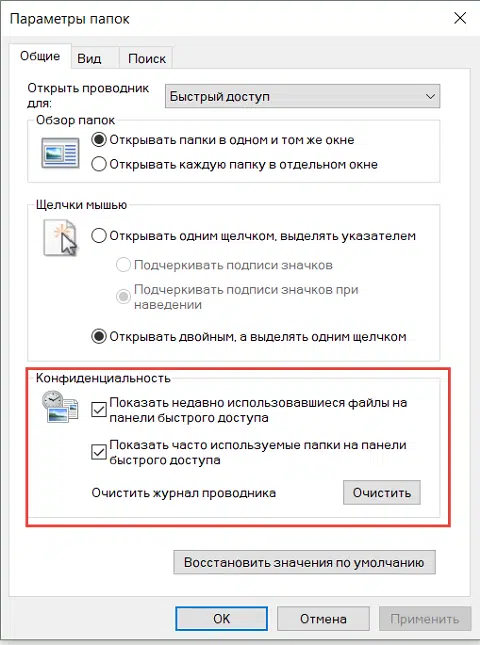 Параметры папок
Общие
Вид
Поиск
Открыть проводник
для:
Быстрый доступ
Обзор папок
Открывать папки в одном и том же окне
Открывать каждую папку в отдельном окне
Щелчки мышью
Открывать одним щелчком, выделять указателем
Подчеркивать подписи значков
Подчеркивать подписи значков при
наведении
Открывать двойным, а выделять одним щелчком
Конфиденциальность
Показать недавно использовавшиеся файлы на
панели быстрого доступа
Показать часто используемые папки на панели
быстрого доступа
Очистить журнал проводника
Очистить
Восстановить значения по умолчанию
OK
Отмена
Применить